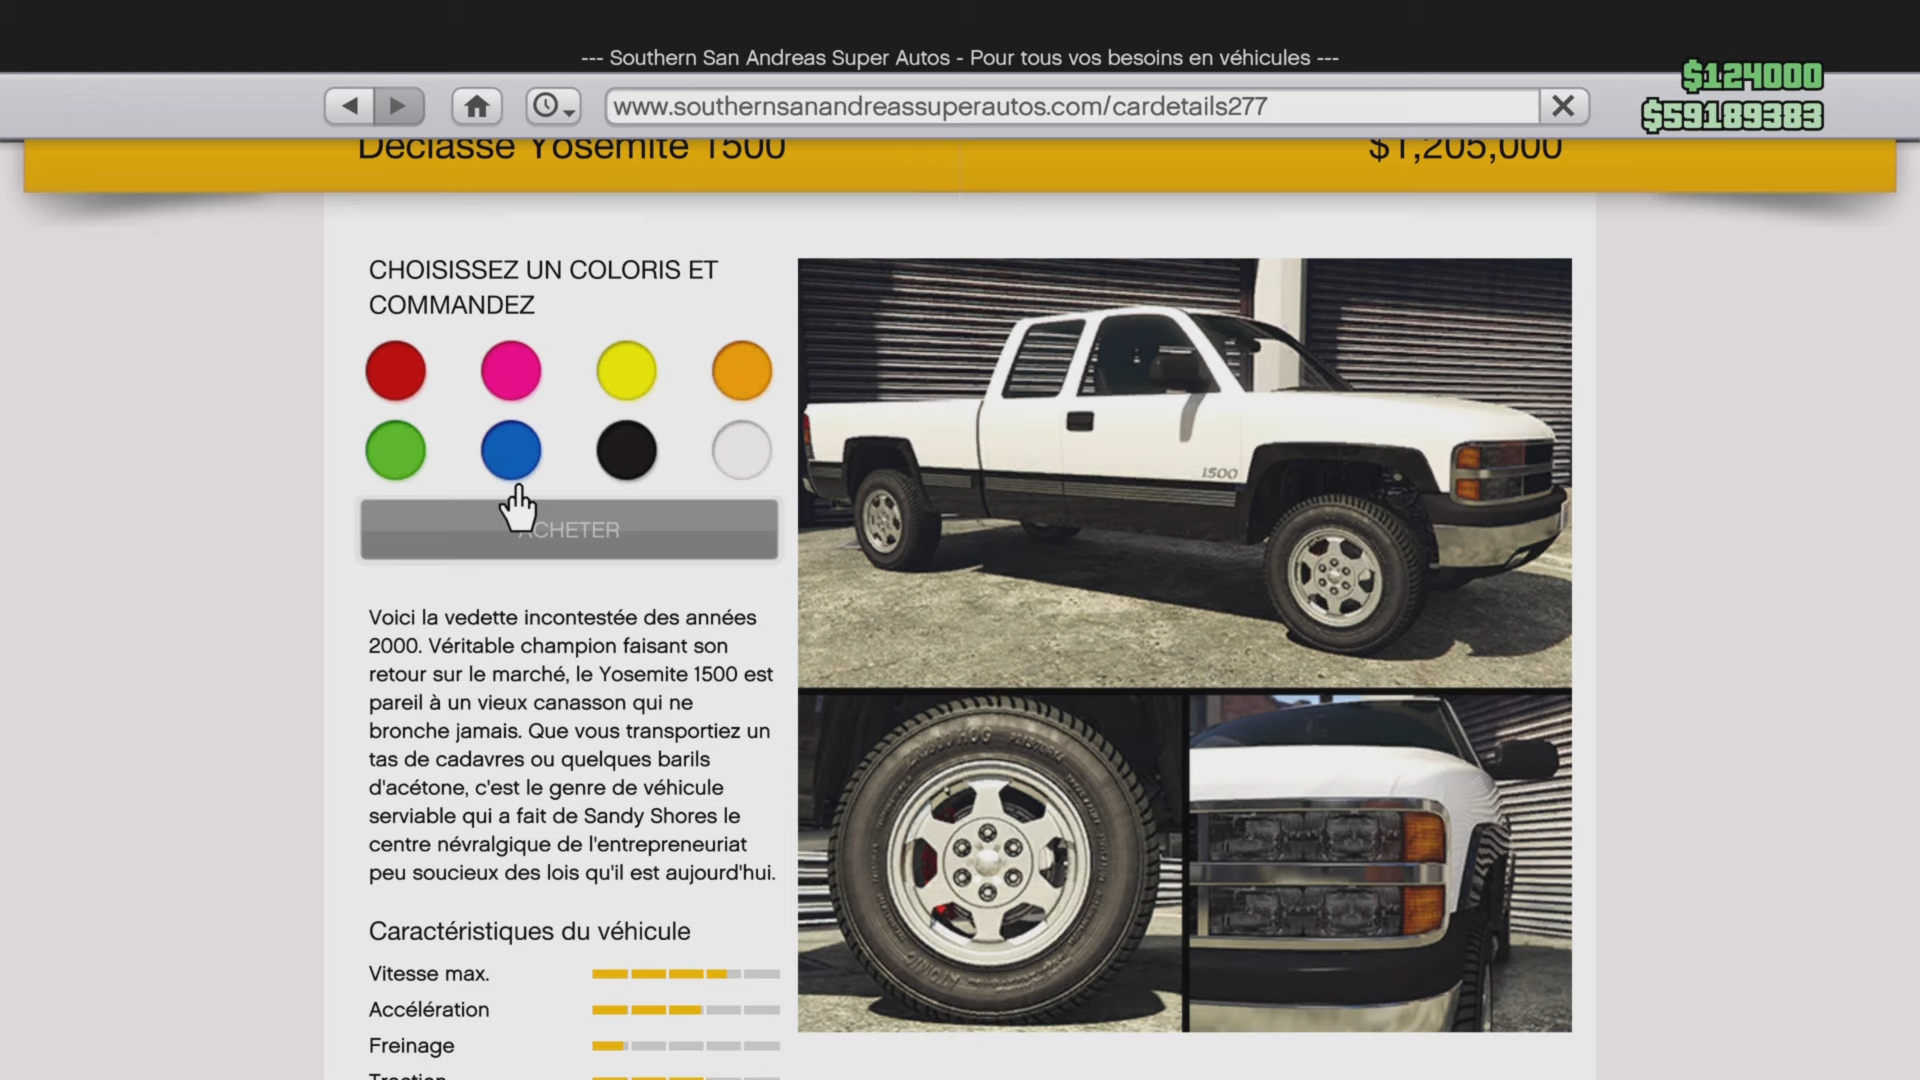 --- Southern San Andreas Super Autos - Pour tous vos besoins en véhicules ---
$124000
www.southernsanandreassuperautos.com/cardetails277
$59189383
Declasse Yosemite 1500
$1,205,000
CHOISISSEZ UN COLORIS ET
COMMANDEZ
ACHETER
1500
Voici la vedette incontestée des années
2000. Véritable champion faisant son
retour sur le marché, le Yosemite 1500 est
pareil à un vieux canasson qui ne
bronche jamais. Que vous transportiez un
tas de cadavres ou quelques barils
d'acétone, c'est le genre de véhicule
serviable qui a fait de Sandy Shores le
centre névralgique de l'entrepreneuriat
peu soucieux des lois qu'il est aujourd'hui.
Caractéristiques du véhicule
Vitesse max.
Accélération
Freinage
Traction